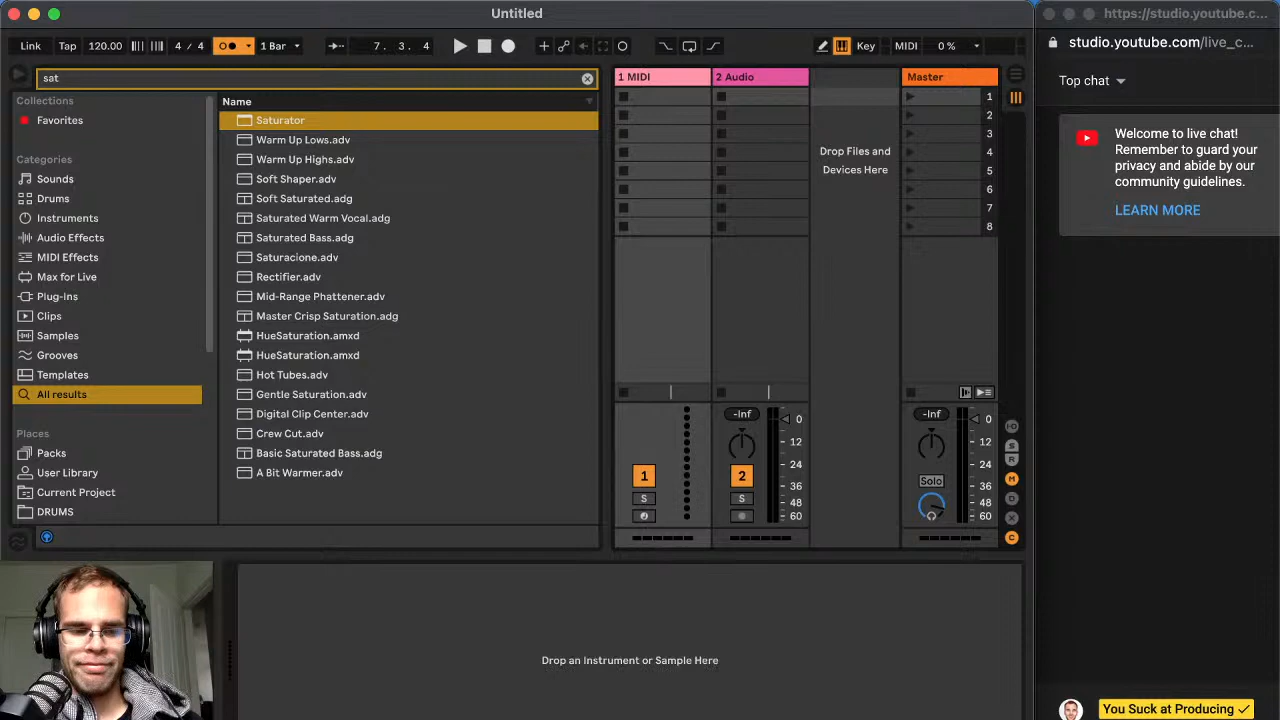 Untitled
https://studio.youtube.c...
Link Tap 120.00 4 / 4 1 Bar 7. 3. 4 Key MIDI 0 %
studio.youtube.com/live_c...
sat
1 MIDI
2 Audio
Master
Top chat
Collections
Favorites
Categories
Sounds
Drums
Instruments
Audio Effects
MIDI Effects
Max for Live
Plug-Ins
Clips
Samples
Grooves
Templates
All results
Places
Packs
User Library
Current Project
DRUMS
Name
Saturator
Warm Up Lows.adv
Warm Up Highs.adv
Soft Shaper.adv
Soft Saturated.adg
Saturated Warm Vocal.adg
Saturated Bass.adg
Saturacione.adv
Rectifier.adv
Mid-Range Phattener.adv
Master Crisp Saturation.adg
HueSaturation.amxd
HueSaturation.amxd
Hot Tubes.adv
Gentle Saturation.adv
Digital Clip Center.adv
Crew Cut.adv
Basic Saturated Bass.adg
A Bit Warmer.adv
Drop Files and
Devices Here
1
2
3
4
5
6
7
8
1
S
-Inf
2
S
0
12
24
36
48
60
-Inf
Solo
0
12
24
36
48
60
I·O
S
R
M
D
X
C
Drop an Instrument or Sample Here
Welcome to live chat!
Remember to guard your
privacy and abide by our
community guidelines.
LEARN MORE
You Suck at Producing